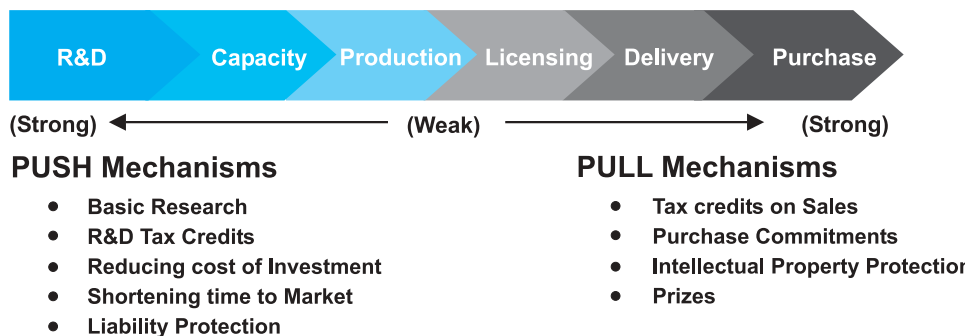 R&D Capacity Production Licensing Delivery Purchase
(Strong) (Weak) (Strong)
PUSH Mechanisms
• Basic Research
• R&D Tax Credits
• Reducing cost of Investment
• Shortening time to Market
• Liability Protection
PULL Mechanisms
• Tax credits on Sales
• Purchase Commitments
• Intellectual Property Protection
• Prizes